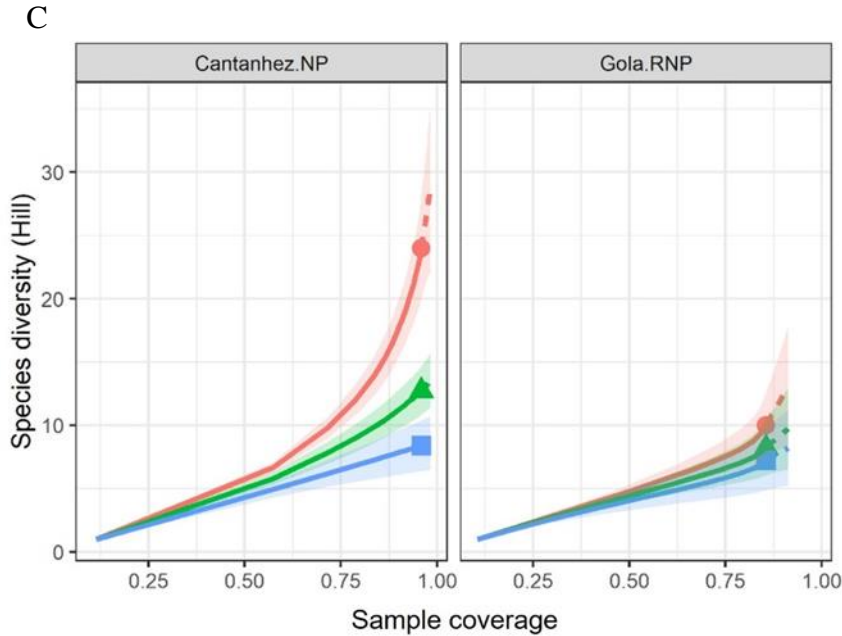 C
Cantanhez.NP
Gola.RNP
Species diversity (Hill)
30
20
10
0
0.25 0.50 0.75 1.00
0.25 0.50 0.75 1.00
Sample coverage